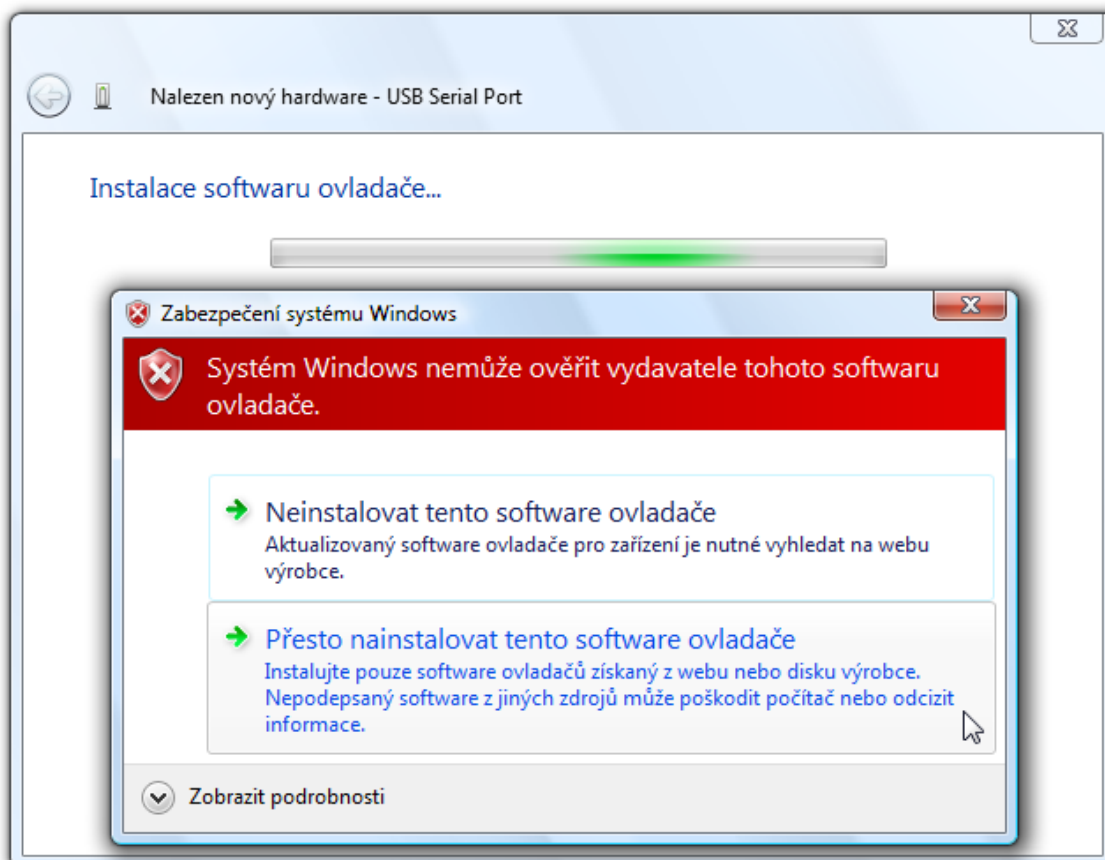 Nalezen nový hardware - USB Serial Port
Instalace softwaru ovladače...
Zabezpečení systému Windows
Systém Windows nemůže ověřit vydavatele tohoto softwaru
ovladače.
Neinstalovat tento software ovladače
Aktualizovaný software ovladače pro zařízení je nutné vyhledat na webu
výrobce.
Přesto nainstalovat tento software ovladače
Instalujte pouze software ovladačů získaný z webu nebo disku výrobce.
Nepodepsaný software z jiných zdrojů může poškodit počítač nebo odcizit
informace.
Zobrazit podrobnosti